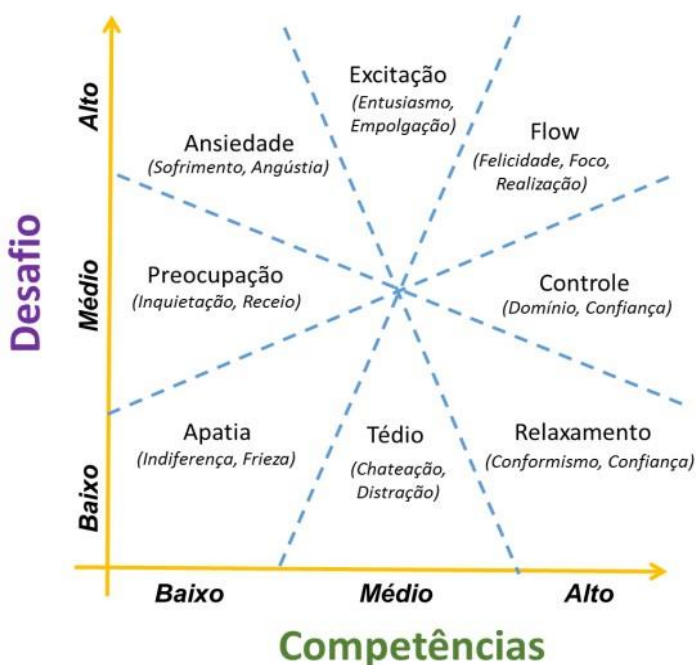 Excitação
(Entusiasmo,
Empolgação)
Ansiedade
(Sofrimento, Angústia)
Flow
(Felicidade, Foco,
Realização)
Preocupação
(Inquietação, Receio)
Controle
(Domínio, Confiança)
Apatia
(Indiferença, Frieza)
Tédio
(Chateação,
Distração)
Relaxamento
(Conformismo, Confiança)
Desafio
Alto
Médio
Baixo
Baixo
Médio
Alto
Competências